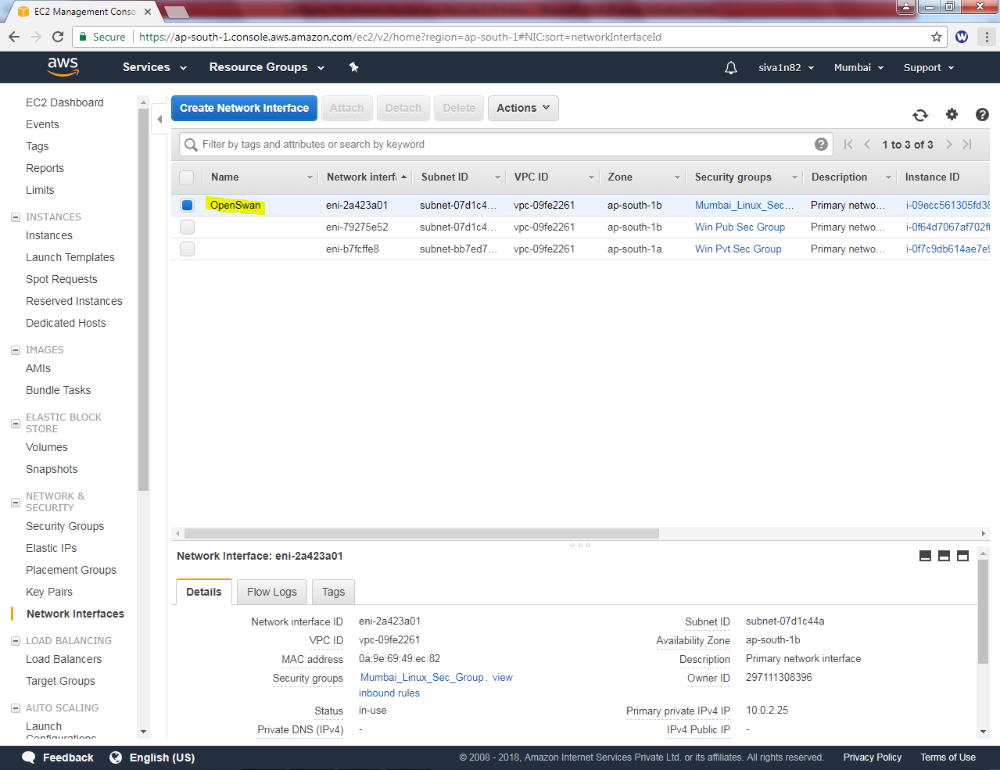 EC2 Management Conso
Secure
https://ap-south-1.console.aws.amazon.com/ec2/v2/home?region=ap-south-1#NIC:sort=networkInterfaceId
W
aws Services Resource Groups siva1n82 Mumbai Support
EC2 Dashboard
Events
Tags
Reports
Limits
INSTANCES
Instances
Launch Templates
Spot Requests
Reserved Instances
Dedicated Hosts
IMAGES
AMIs
Bundle Tasks
ELASTIC BLOCK
STORE
Volumes
Snapshots
NETWORK &
SECURITY
Security Groups
Elastic IPs
Placement Groups
Key Pairs
Network Interfaces
LOAD BALANCING
Load Balancers
Target Groups
AUTO SCALING
Launch
Configurations
Create Network Interface Attach Detach Delete Actions
Filter by tags and attributes or search by keyword
1 to 3 of 3
Name Network interf Subnet ID VPC ID Zone Security groups Description Instance ID
OpenSwan eni-2a423a01 subnet-07d1c4... vpc-09fe2261 ap-south-1b Mumbai_Linux_Sec... Primary netwo... i-09ecc561305fd38
eni-79275e52 subnet-07d1c4... vpc-09fe2261 ap-south-1b Win Pub Sec Group Primary netwo... i-0f64d7067af702f
eni-b7fcffe8 subnet-bb7ed7... vpc-09fe2261 ap-south-1a Win Pvt Sec Group Primary netwo... i-0f7c9db614ae7e9
Network Interface: eni-2a423a01
Details Flow Logs Tags
Network interface ID eni-2a423a01 Subnet ID subnet-07d1c44a
VPC ID vpc-09fe2261 Availability Zone ap-south-1b
MAC address 0a:9e:69:49:ec:82 Description Primary network interface
Security groups Mumbai_Linux_Sec_Group. view Owner ID 297111308396
inbound rules
Status in-use Primary private IPv4 IP 10.0.2.25
Private DNS (IPv4) - IPv4 Public IP -
Feedback English (US) © 2008 - 2018, Amazon Internet Services Private Ltd. or its affiliates. All rights reserved. Privacy Policy Terms of Use